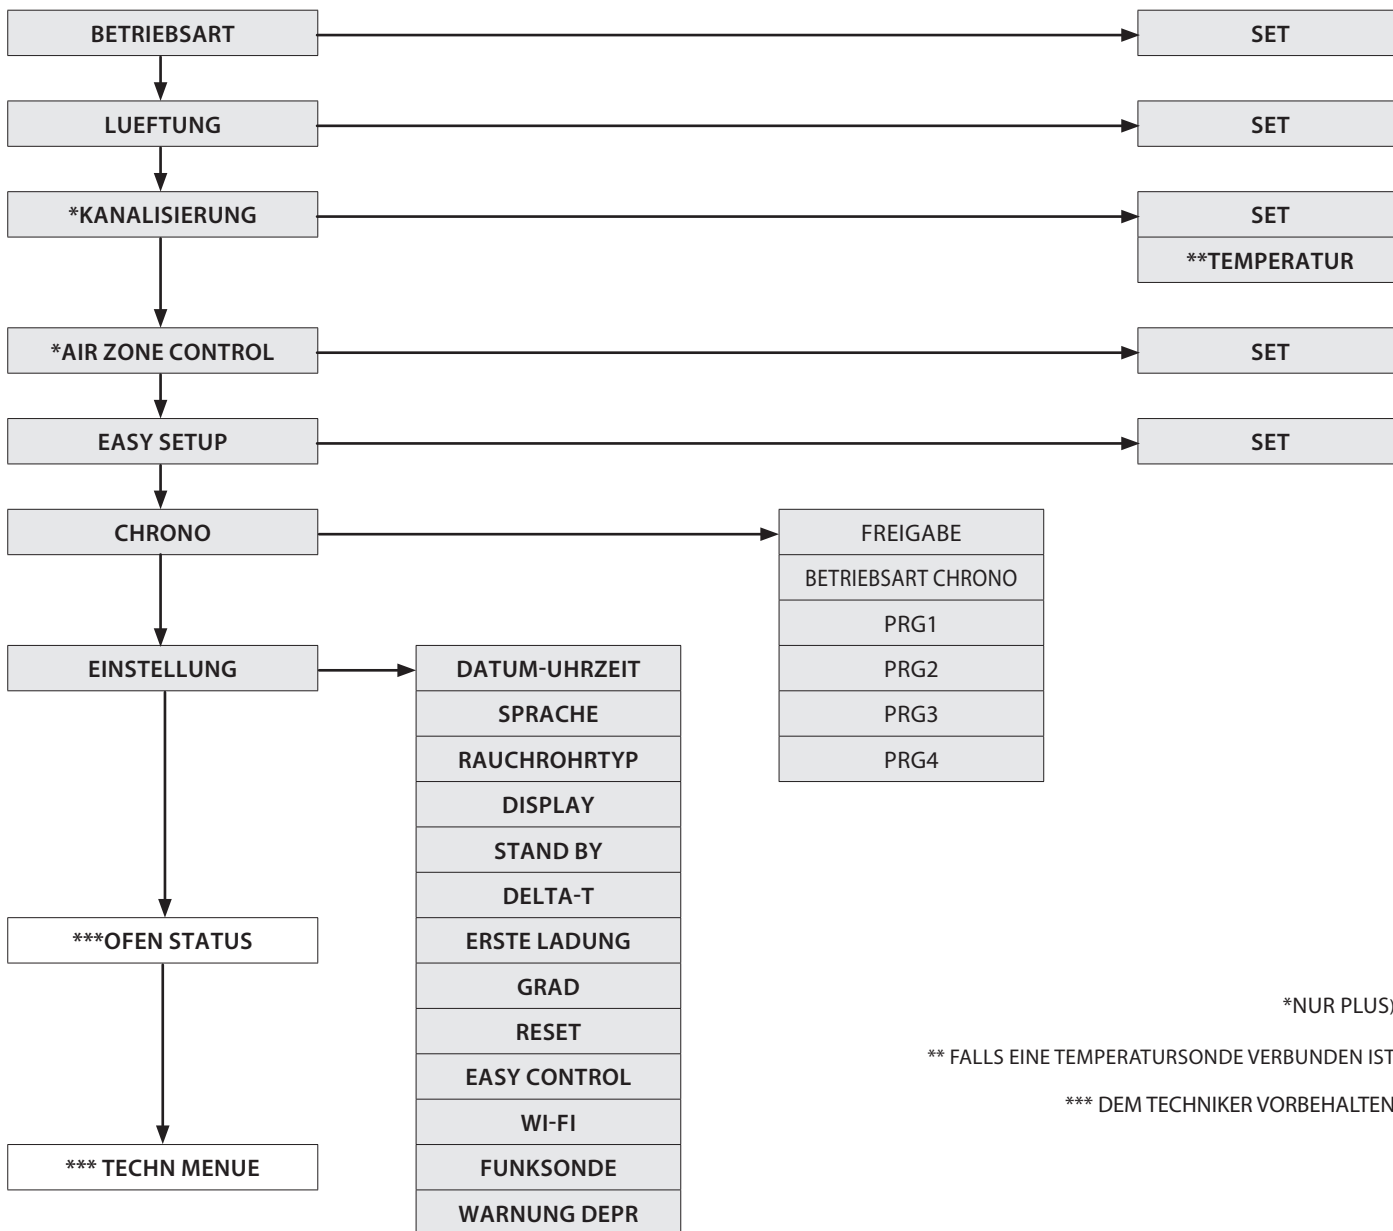 BETRIEBSART
SET
LUEFTUNG
SET
*KANALISIERUNG
SET
**TEMPERATUR
*AIR ZONE CONTROL
SET
EASY SETUP
SET
CHRONO
FREIGABE
BETRIEBSART CHRONO
PRG1
PRG2
PRG3
PRG4
EINSTELLUNG
DATUM-UHRZEIT
SPRACHE
RAUCHROHRTYP
DISPLAY
STAND BY
DELTA-T
ERSTE LADUNG
GRAD
RESET
EASY CONTROL
WI-FI
FUNKSONDE
WARNUNG DEPR
***OFEN STATUS
*** TECHN MENUE
*NUR PLUS)
** FALLS EINE TEMPERATURSONDE VERBUNDEN IST
*** DEM TECHNIKER VORBEHALTEN